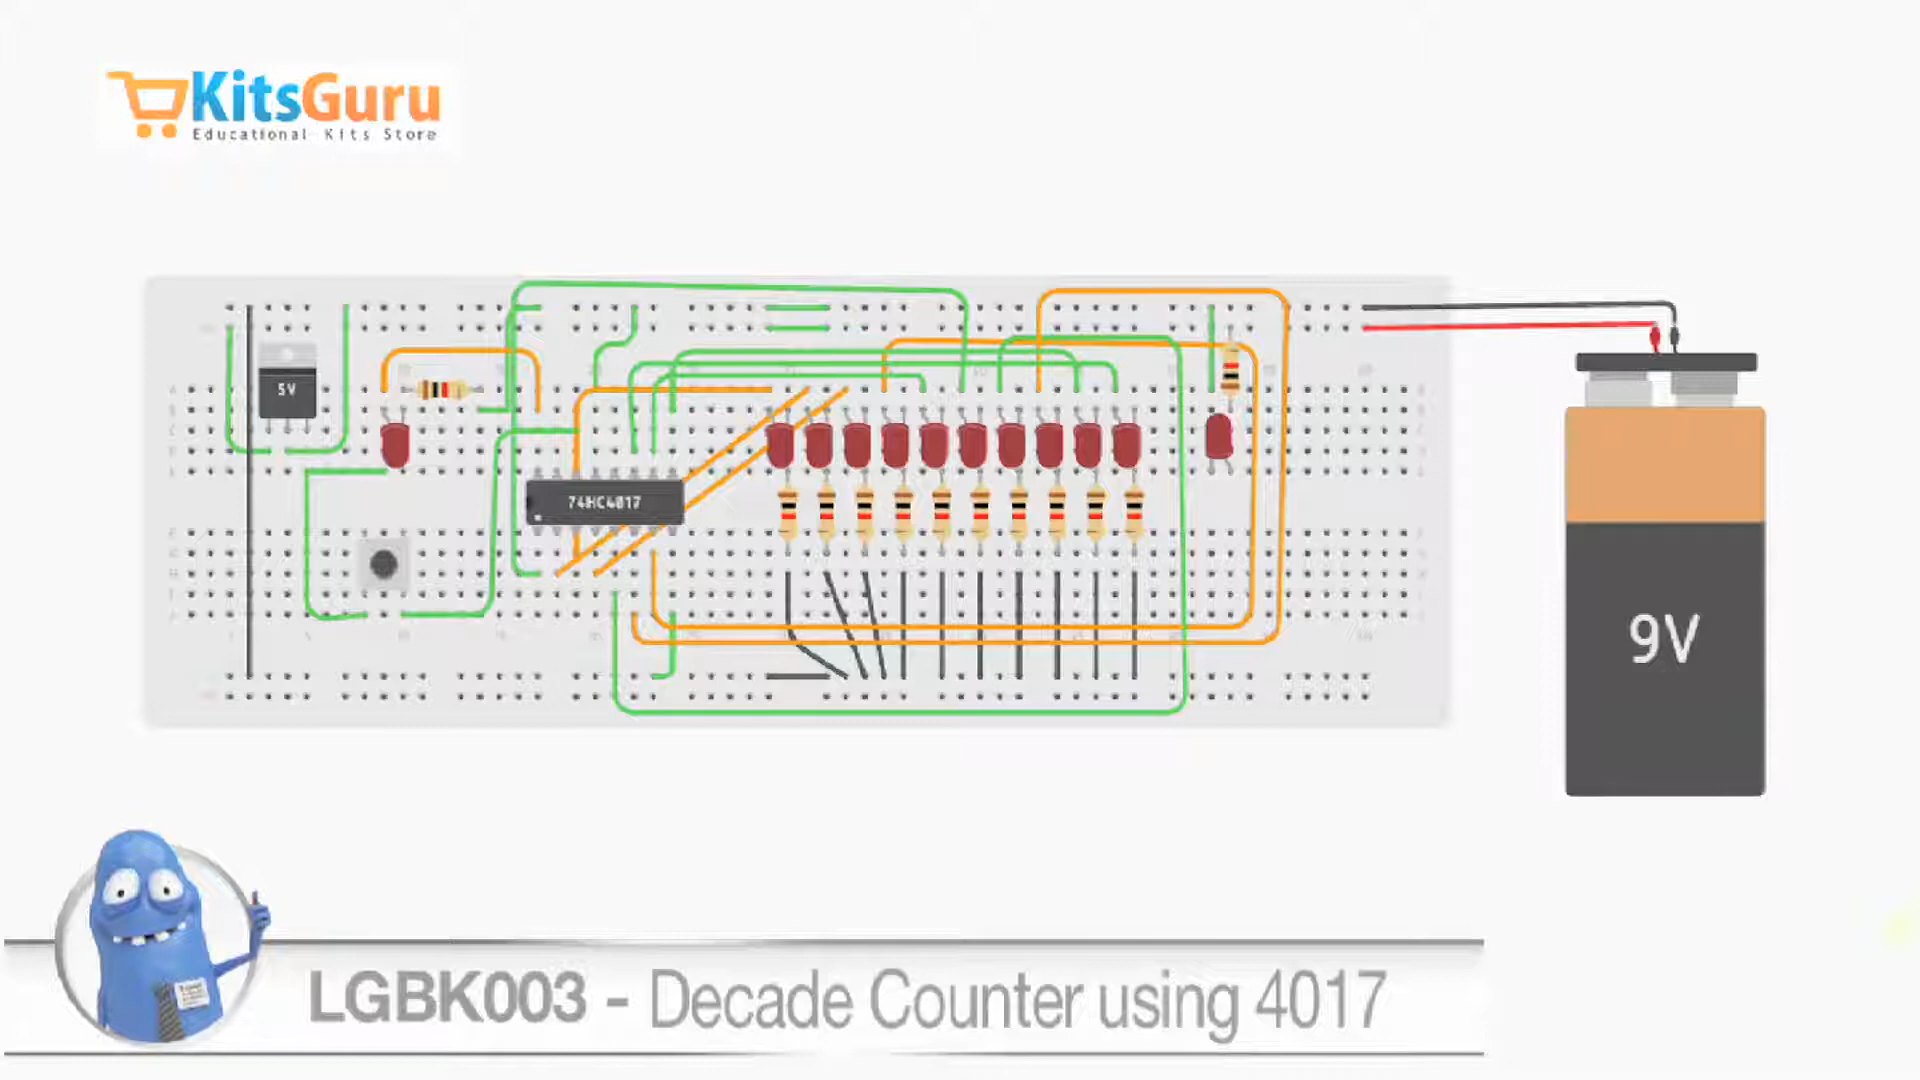 KitsGuru
Educational Kits Store
5V
74HC4017
9V
LGBK003 - Decade Counter using 4017